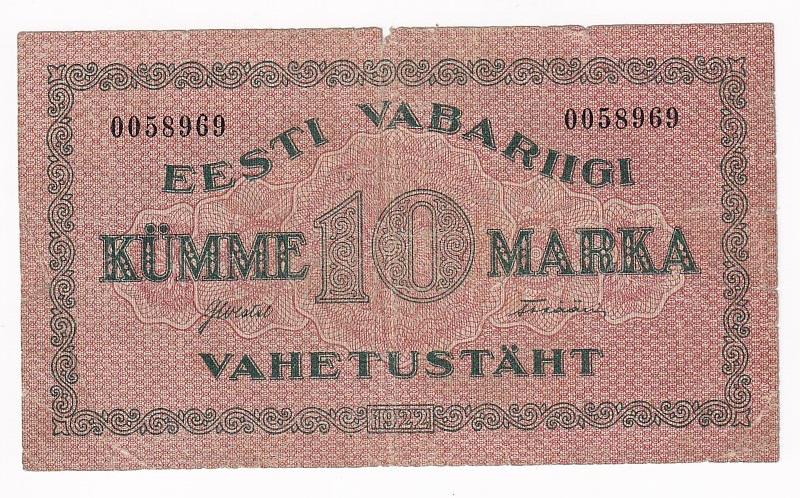 0058969 0058969
EESTI VABARIIGI
KÜMME 10 MARKA
VAHETUSTÄHT
1922